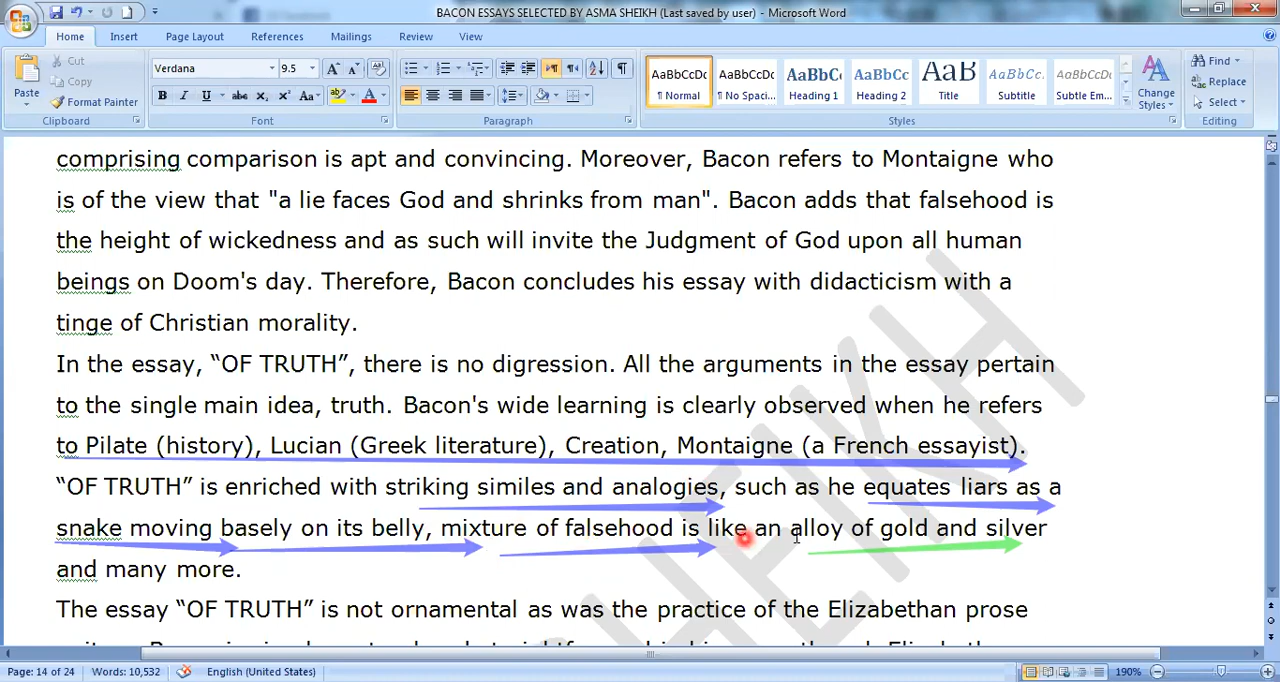 BACON ESSAYS SELECTED BY ASMA SHEIKH (Last saved by user) - Microsoft Word
Home Insert Page Layout References Mailings Review View
Paste Cut Copy Format Painter
Verdana 9.5
AaBbCcDc AaBbCcDc AaBbC AaBbCc AaB AaBbCc. AaBbCcDc
¶ Normal ¶ No Spaci... Heading 1 Heading 2 Title Subtitle Subtle Em...
Change Styles
Find Replace Select
Clipboard Font Paragraph Styles Editing
comprising comparison is apt and convincing. Moreover, Bacon refers to Montaigne who
is of the view that "a lie faces God and shrinks from man". Bacon adds that falsehood is
the height of wickedness and as such will invite the Judgment of God upon all human
beings on Doom's day. Therefore, Bacon concludes his essay with didacticism with a
tinge of Christian morality.
In the essay, “OF TRUTH”, there is no digression. All the arguments in the essay pertain
to the single main idea, truth. Bacon's wide learning is clearly observed when he refers
to Pilate (history), Lucian (Greek literature), Creation, Montaigne (a French essayist).
“OF TRUTH” is enriched with striking similes and analogies, such as he equates liars as a
snake moving basely on its belly, mixture of falsehood is like an alloy of gold and silver
and many more.
The essay “OF TRUTH” is not ornamental as was the practice of the Elizabethan prose
HEIKH
Page: 14 of 24 Words: 10,532 English (United States) 190%